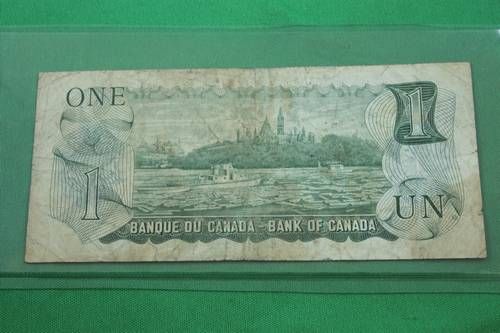 ONE 1
1 UN
BANQUE DU CANADA - BANK OF CANADA